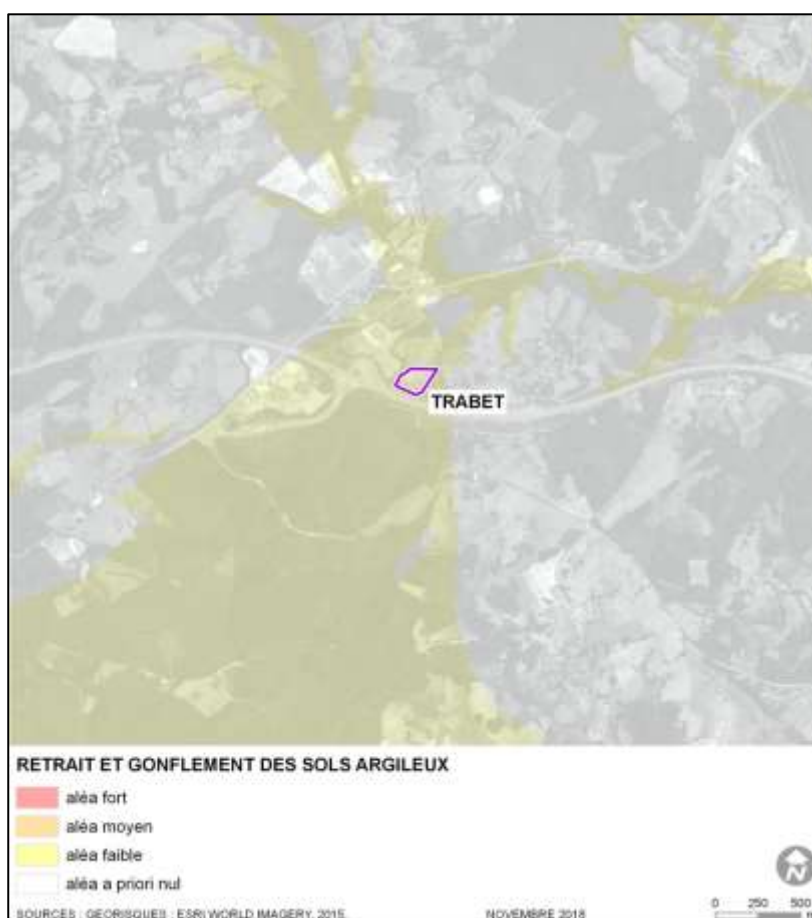 TRABET
RETRAIT ET GONFLEMENT DES SOLS ARGILEUX
aléa fort
aléa moyen
aléa faible
aléa a priori nul
N
SOURCES : GEORISQUES ; ESRI WORLD IMAGERY, 2015.
NOVEMBRE 2018
0 250 500